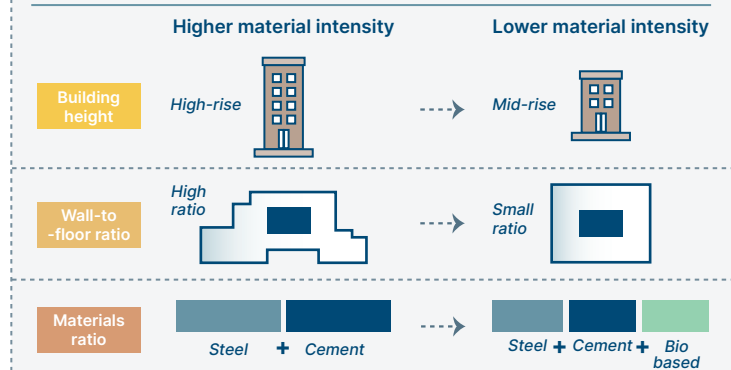 Higher material intensity
Lower material intensity
Building
height
High-rise
Mid-rise
Wall-to
-floor ratio
High
ratio
Small
ratio
Materials
ratio
Steel + Cement
Steel + Cement + Bio
based